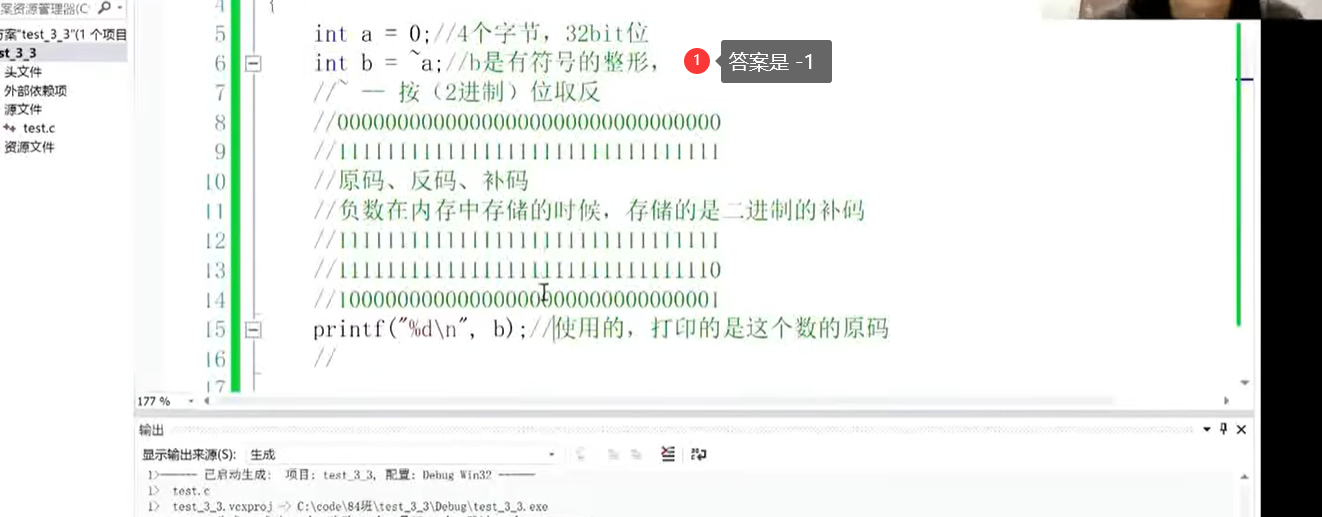 案资源管理器(C
方案"test_3_3"(1 个项目
st_3_3
头文件
外部依赖项
源文件
test.c
资源文件
4 {
5 int a = 0;//4个字节，32bit位
6 int b = ~a;//b是有符号的整形，
1 答案是 -1
7 //~ -- 按（2进制）位取反
8 //00000000000000000000000000000000
9 //11111111111111111111111111111111
10 //原码、反码、补码
11 //负数在内存中存储的时候，存储的是二进制的补码
12 //11111111111111111111111111111111
13 //11111111111111111111111111111110
14 //10000000000000000000000000000001
15 printf("%d\n", b);//使用的，打印的是这个数的原码
16 //
17
177 %
输出
显示输出来源(S): 生成
1>------ 已启动生成: 项目: test_3_3, 配置: Debug Win32 ------
1> test.c
1> test_3_3.vcxproj -> C:\code\84班\test_3_3\Debug\test_3_3.exe